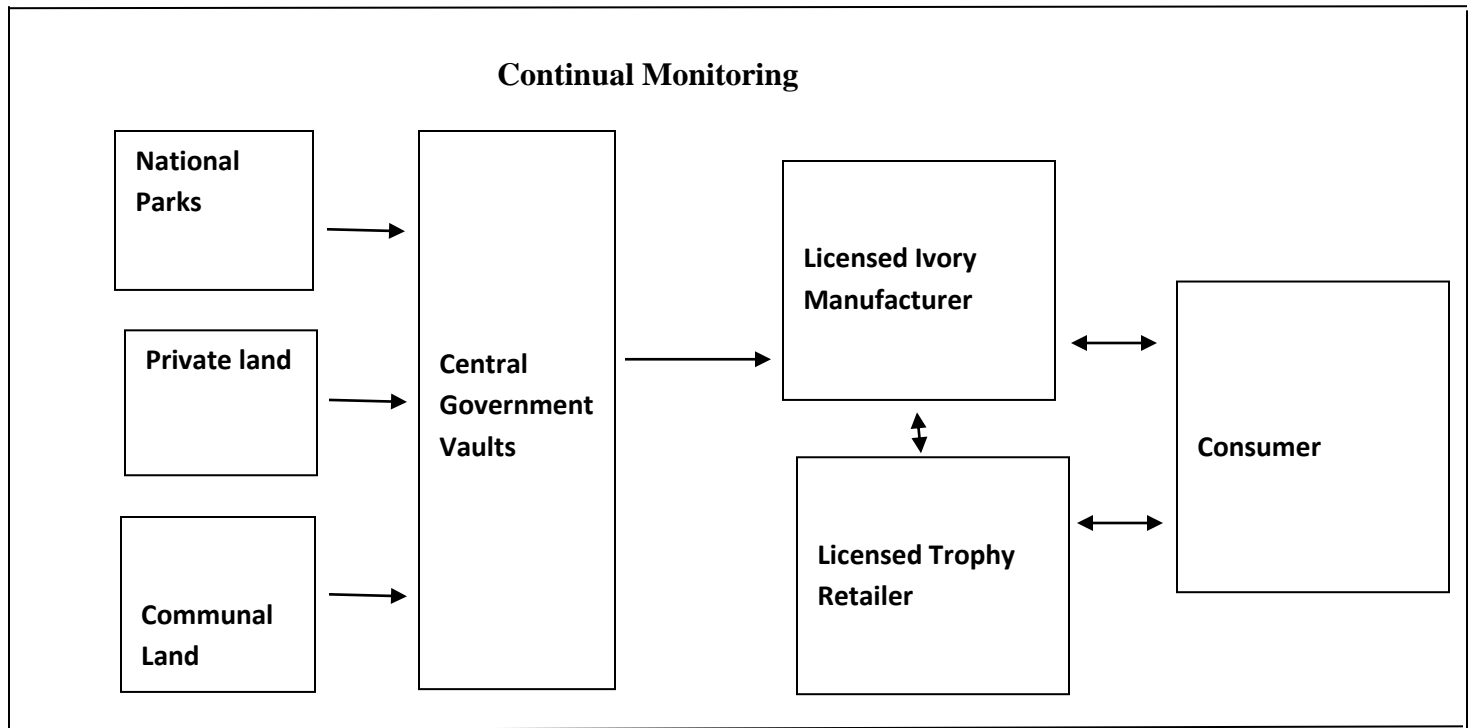 Continual Monitoring
National
Parks
Private land
Communal
Land
Central
Government
Vaults
Licensed Ivory
Manufacturer
Licensed Trophy
Retailer
Consumer